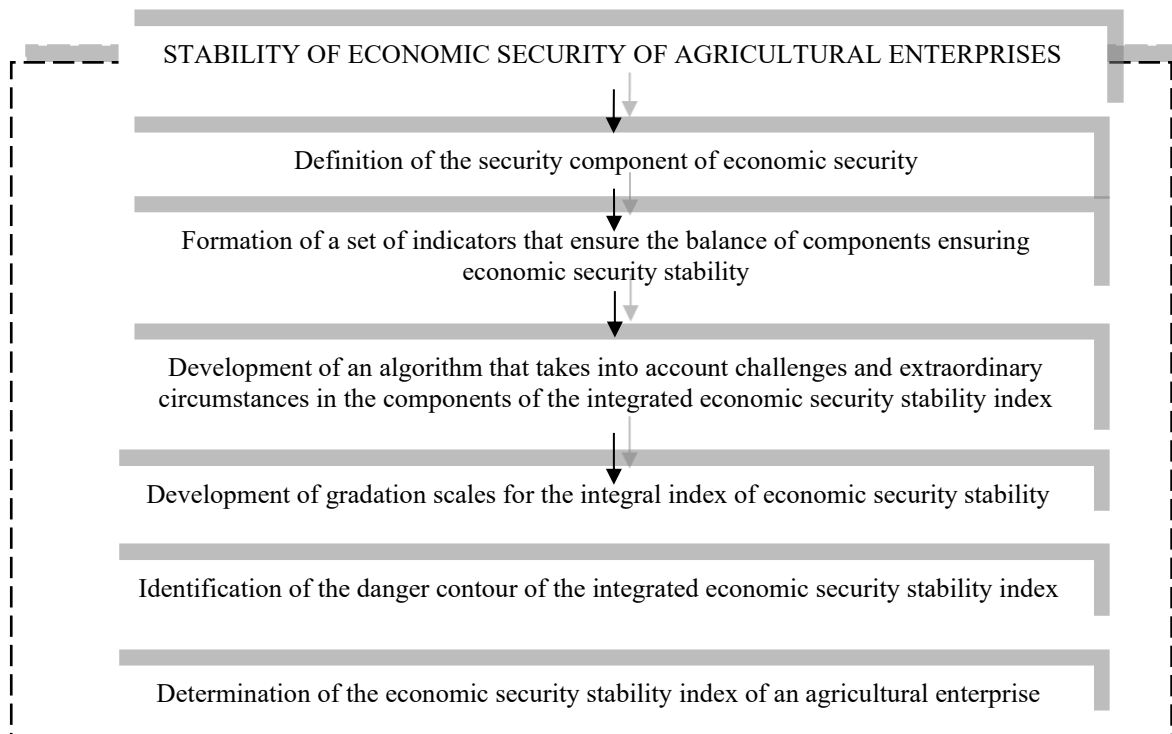 STABILITY OF ECONOMIC SECURITY OF AGRICULTURAL ENTERPRISES
Definition of the security component of economic security
Formation of a set of indicators that ensure the balance of components ensuring
economic security stability
Development of an algorithm that takes into account challenges and extraordinary
circumstances in the components of the integrated economic security stability index
Development of gradation scales for the integral index of economic security stability
Identification of the danger contour of the integrated economic security stability index
Determination of the economic security stability index of an agricultural enterprise